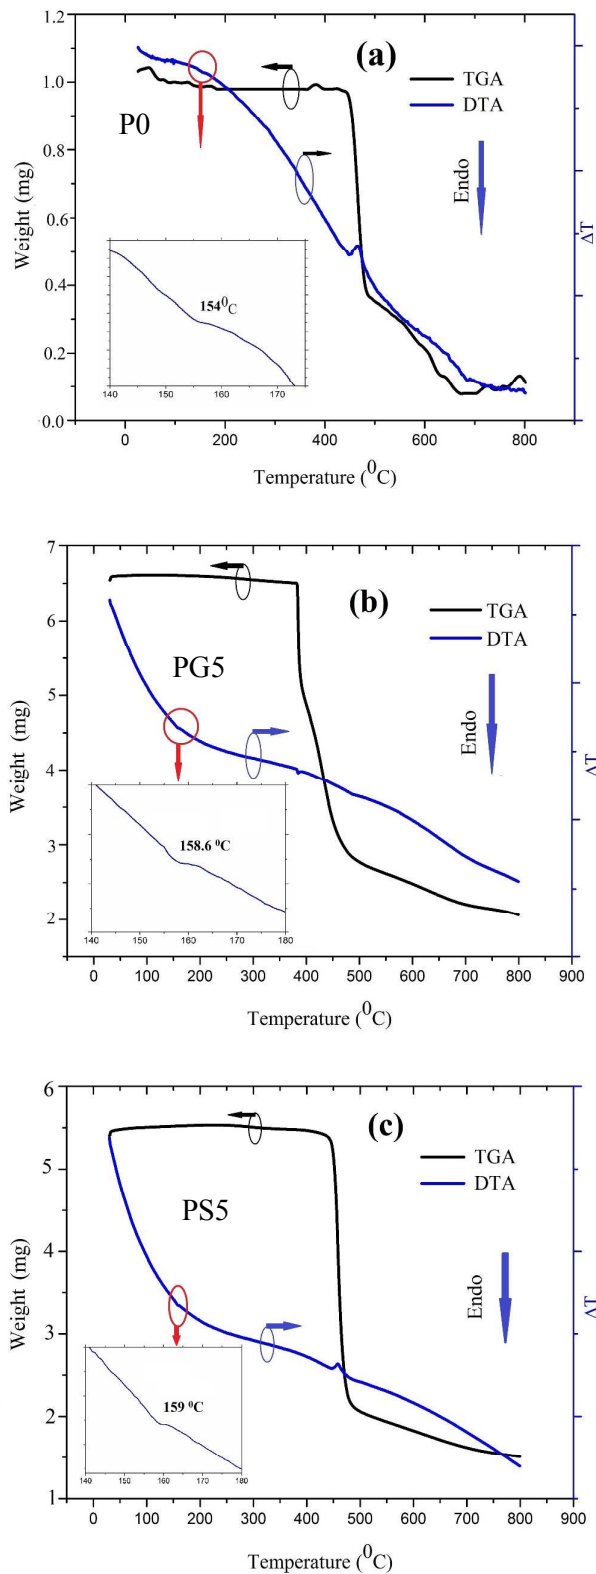 (a)
1.2
1.0
0.8
0.6
0.4
0.2
0.0
Weight (mg)
TGA
DTA
P0
Endo
ΔT
154⁰C
140 150 160 170
0 200 400 600 800
Temperature (⁰C)
(b)
7
6
5
4
3
2
Weight (mg)
TGA
DTA
PG5
Endo
ΔT
158.6 ⁰C
140 150 160 170 180
0 100 200 300 400 500 600 700 800 900
Temperature (⁰C)
(c)
6
5
4
3
2
1
Weight (mg)
TGA
DTA
PS5
Endo
ΔT
159 ⁰C
140 150 160 170 180
0 100 200 300 400 500 600 700 800 900
Temperature (⁰C)